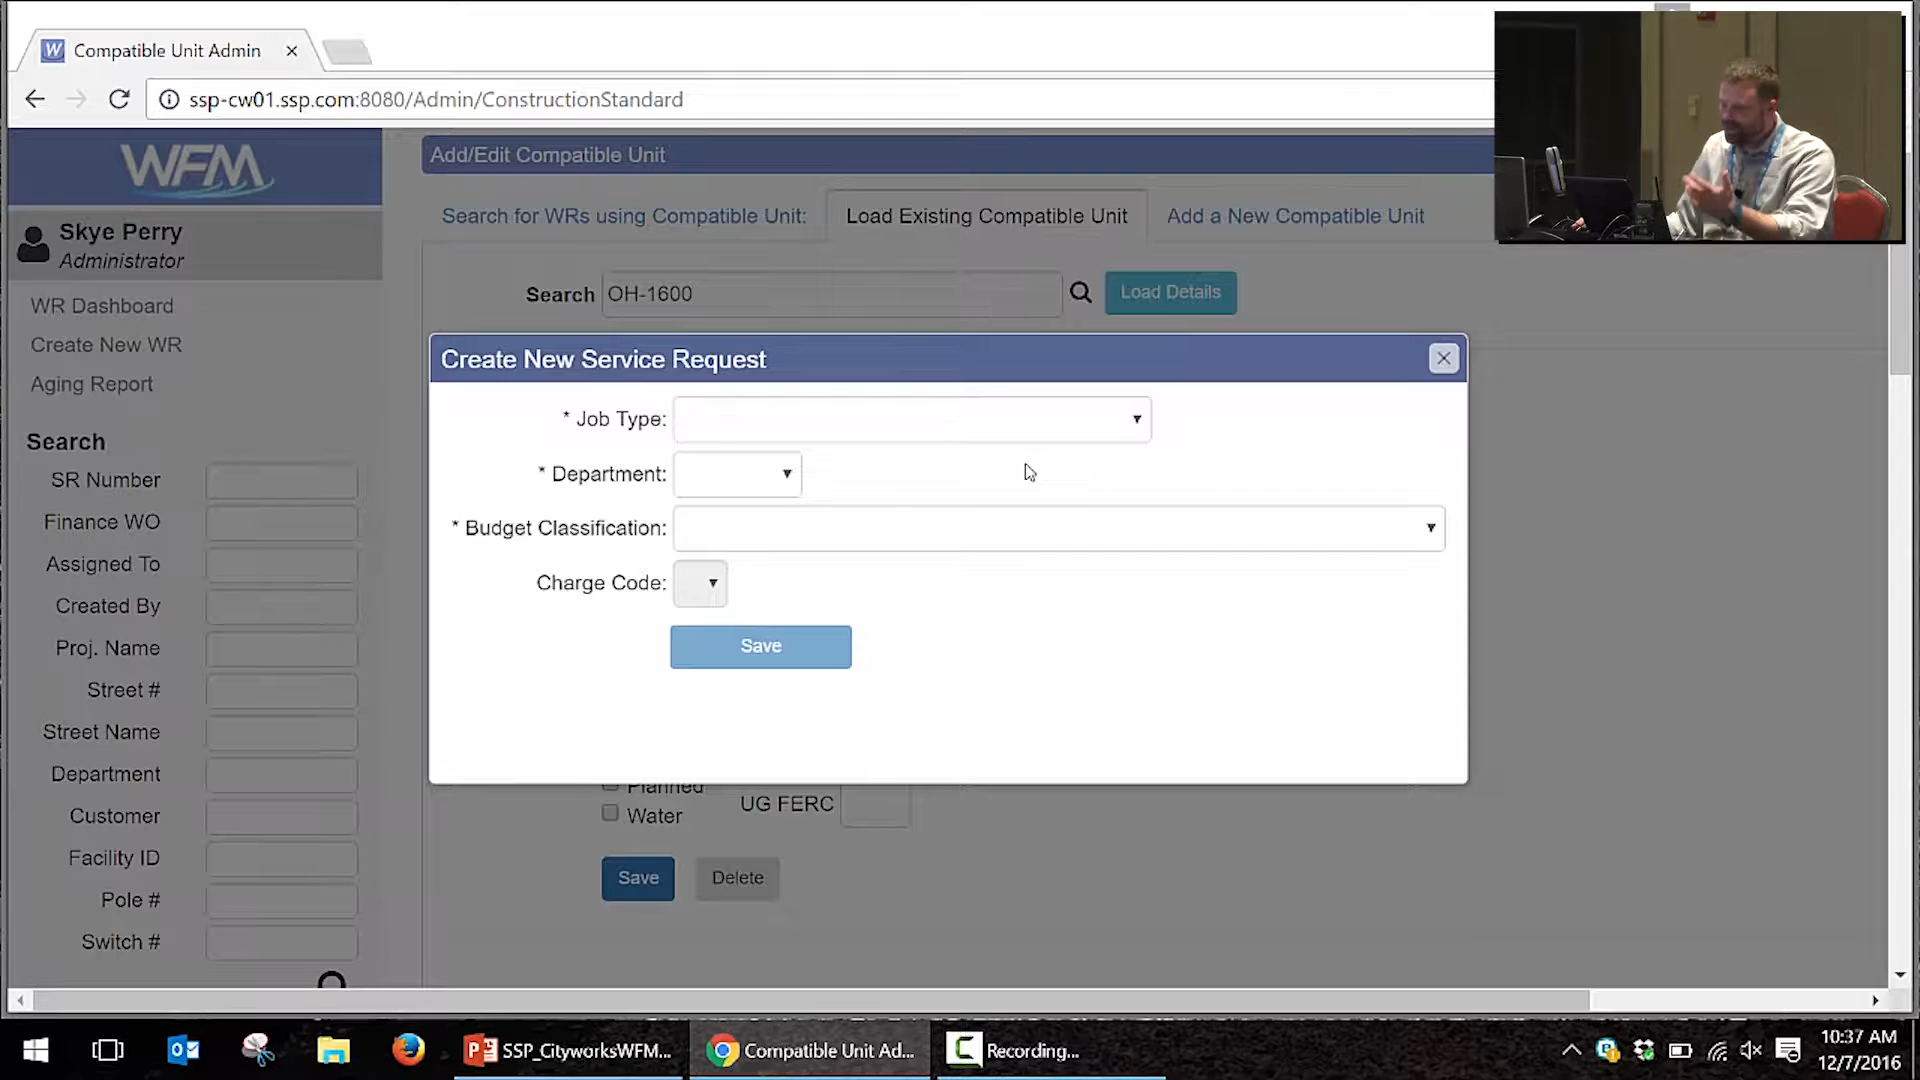 Compatible Unit Admin
ssp-cw01.ssp.com:8080/Admin/ConstructionStandard
WFM
Skye Perry
Administrator
WR Dashboard
Create New WR
Aging Report
Search
SR Number
Finance WO
Assigned To
Created By
Proj. Name
Street #
Street Name
Department
Customer
Facility ID
Pole #
Switch #
Add/Edit Compatible Unit
Search for WRs using Compatible Unit:
Load Existing Compatible Unit
Add a New Compatible Unit
Search OH-1600
Load Details
Create New Service Request
* Job Type:
* Department:
* Budget Classification:
Charge Code:
Save
Planned
Water
UG FERC
Save
Delete
SSP_CityworksWFM...
Compatible Unit Ad...
Recording...
10:37 AM
12/7/2016